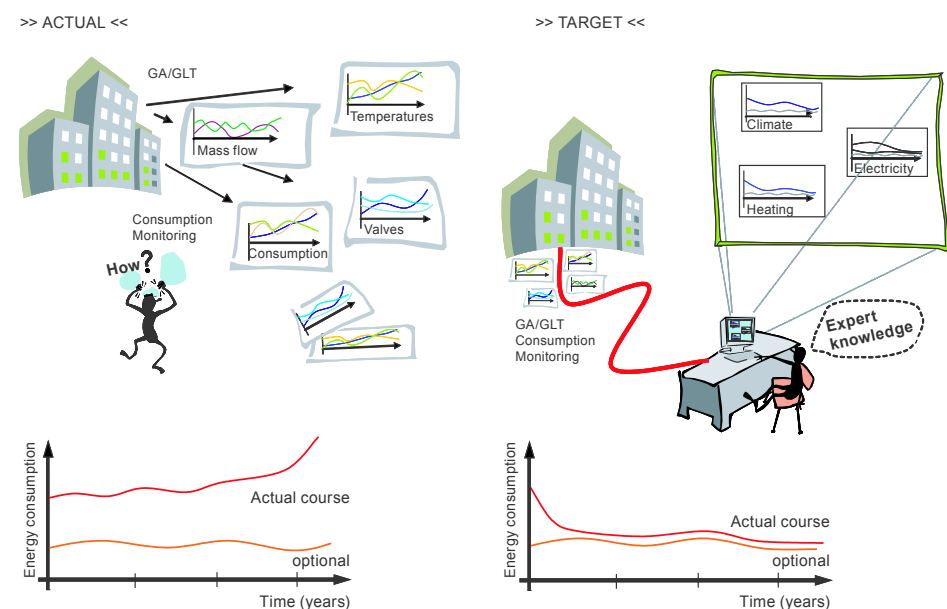 >> ACTUAL <<
GA/GLT
Temperatures
Mass flow
Consumption
Monitoring
Valves
Consumption
How?
Energy consumption
Actual course
optional
Time (years)
>> TARGET <<
Climate
Electricity
Heating
GA/GLT
Consumption
Monitoring
Expert
knowledge
Energy consumption
Actual course
optional
Time (years)